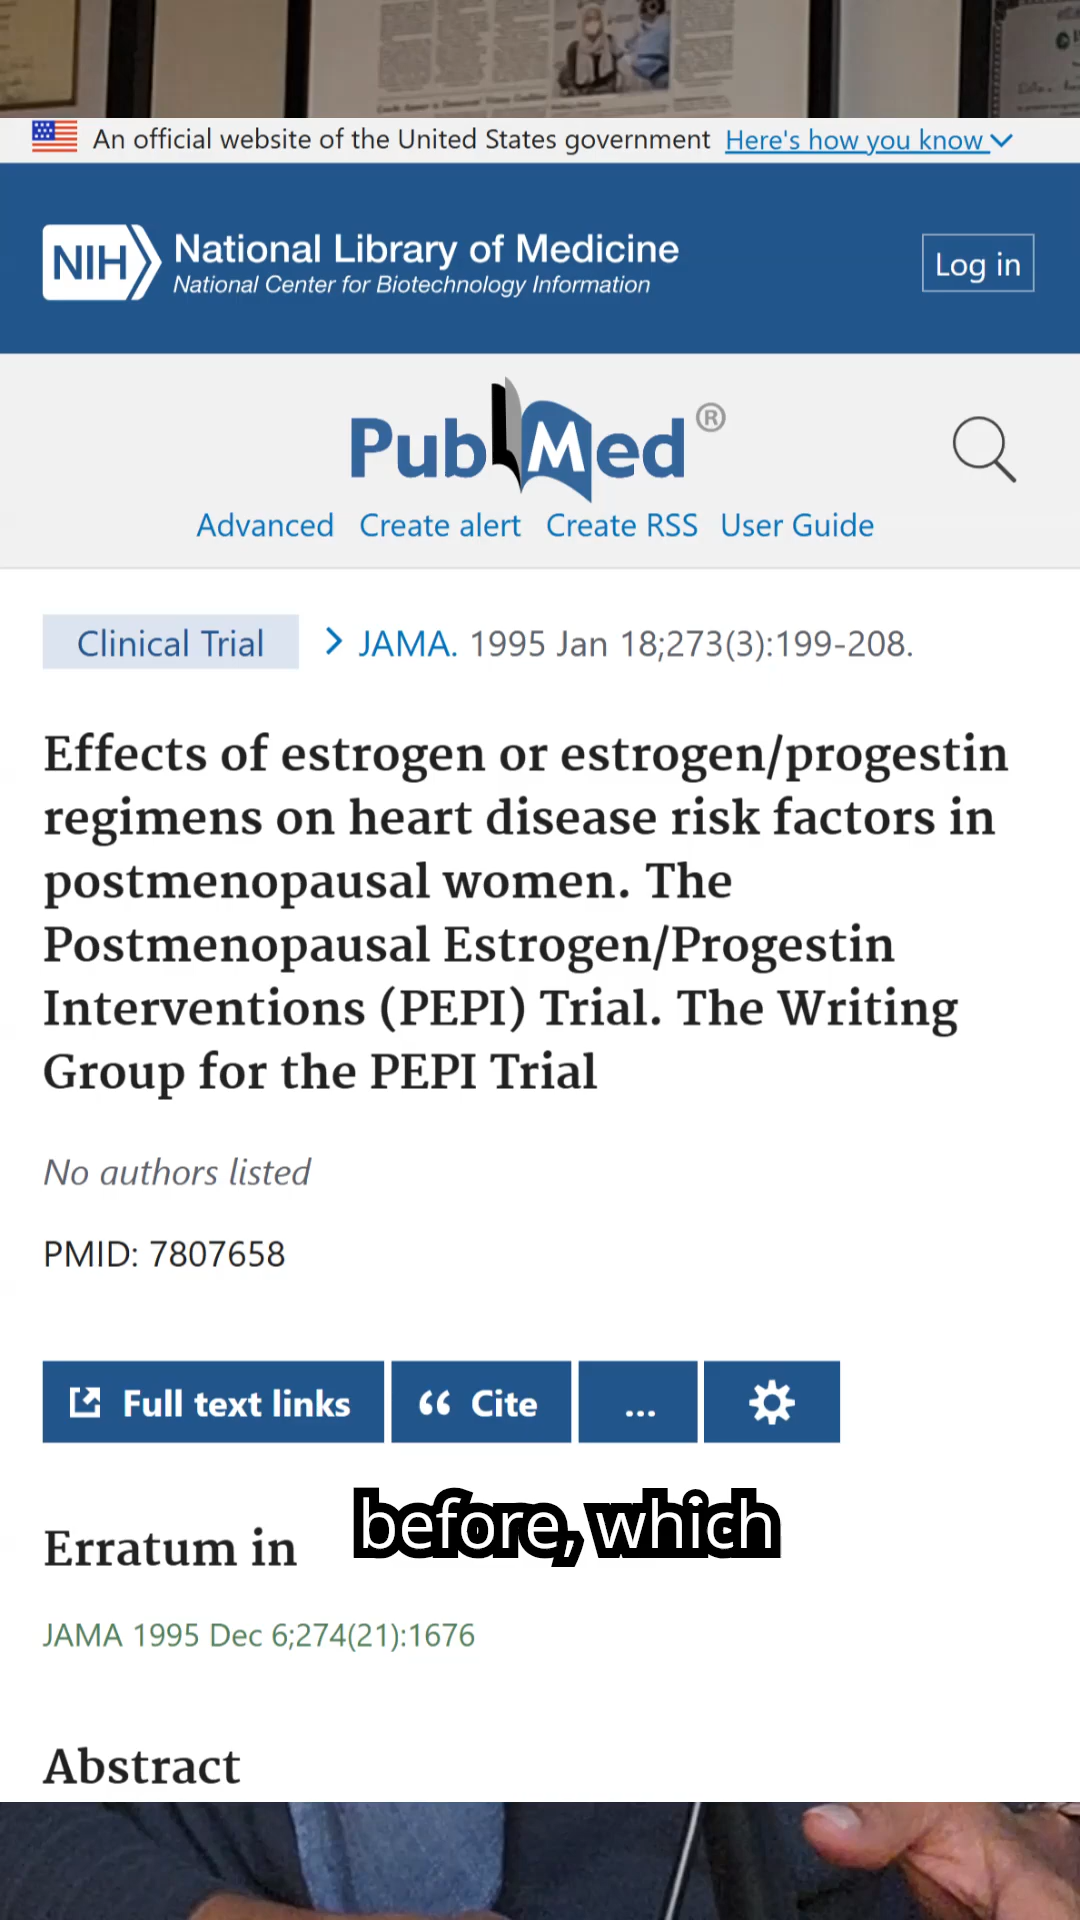 An official website of the United States government Here's how you know
NIH National Library of Medicine
National Center for Biotechnology Information
Log in
PubMed ®
Advanced Create alert Create RSS User Guide
Clinical Trial > JAMA. 1995 Jan 18;273(3):199-208.
Effects of estrogen or estrogen/progestin
regimens on heart disease risk factors in
postmenopausal women. The
Postmenopausal Estrogen/Progestin
Interventions (PEPI) Trial. The Writing
Group for the PEPI Trial
No authors listed
PMID: 7807658
Full text links
Cite
...
before, which
Erratum in
JAMA 1995 Dec 6;274(21):1676
Abstract